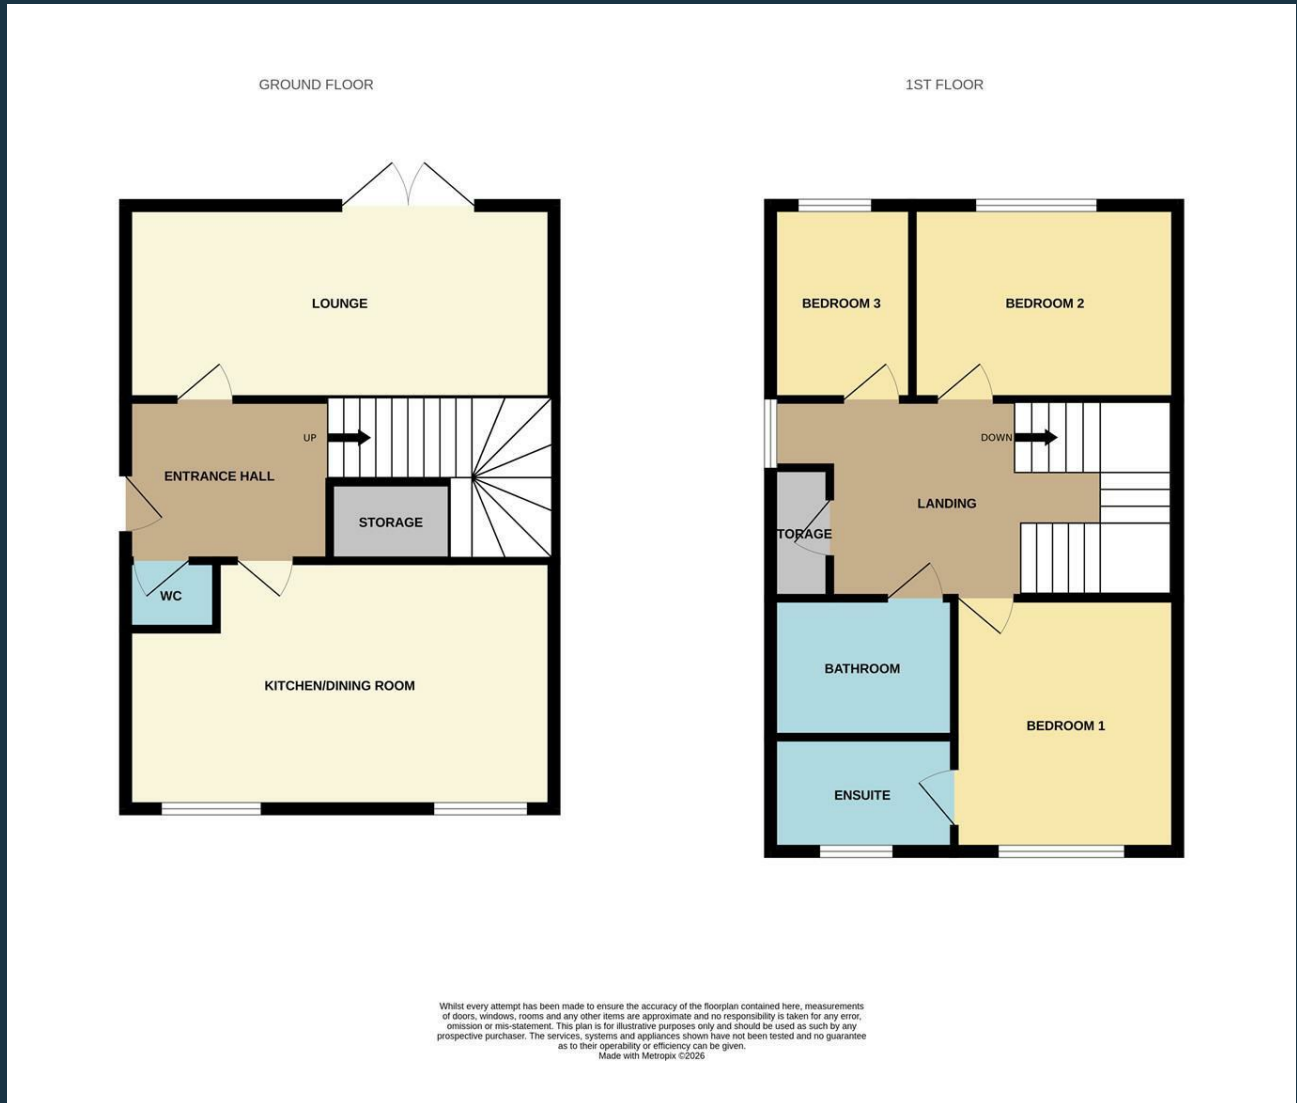 GROUND FLOOR
1ST FLOOR
LOUNGE
BEDROOM 3
BEDROOM 2
UP
DOWN
ENTRANCE HALL
LANDING
STORAGE
TORAGE
WC
BATHROOM
KITCHEN/DINING ROOM
BEDROOM 1
ENSUITE
Whilst every attempt has been made to ensure the accuracy of the floorplan contained here, measurements
of doors, windows, rooms and any other items are approximate and no responsibility is taken for any error,
omission or mis-statement. This plan is for illustrative purposes only and should be used as such by any
prospective purchaser. The services, systems and appliances shown have not been tested and no guarantee
as to their operability or efficiency can be given.
Made with Metropix ©2026